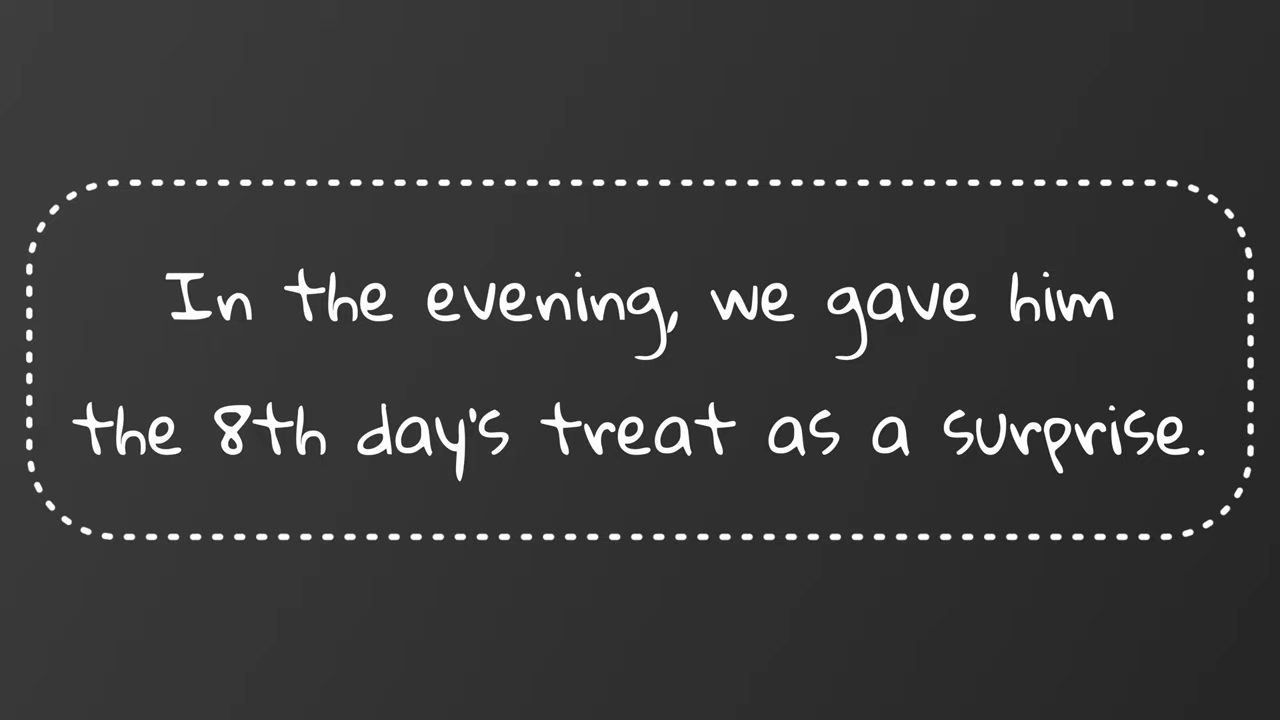 In the evening, we gave him
the 8th day's treat as a surprise.